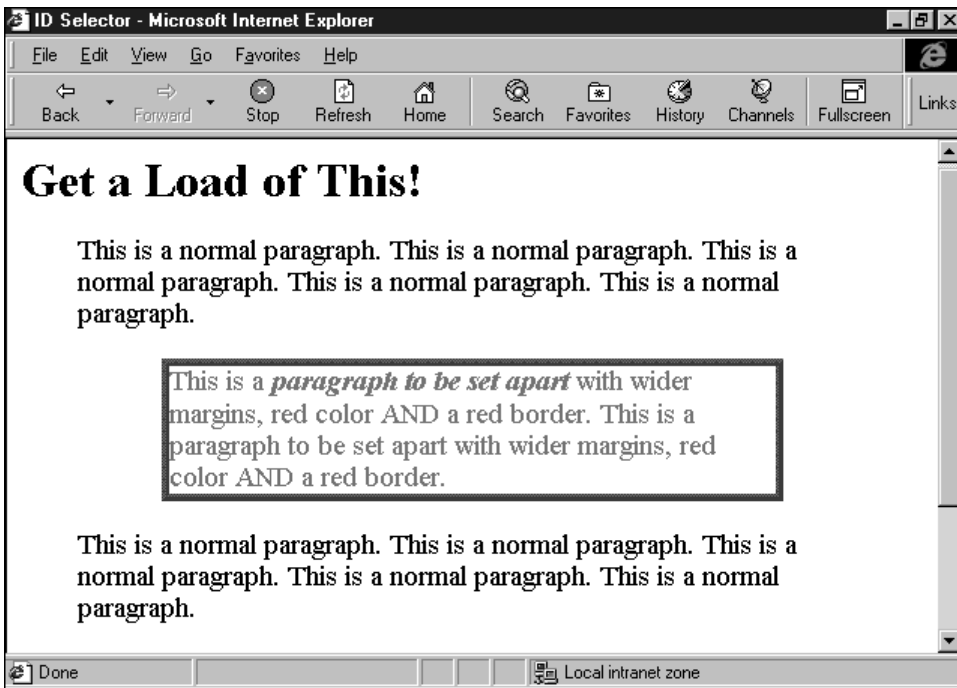 ID Selector - Microsoft Internet Explorer
File Edit View Go Favorites Help
Back Forward Stop Refresh Home Search Favorites History Channels Fullscreen Links
Get a Load of This!
This is a normal paragraph. This is a normal paragraph. This is a
normal paragraph. This is a normal paragraph. This is a normal
paragraph.
This is a paragraph to be set apart with wider
margins, red color AND a red border. This is a
paragraph to be set apart with wider margins, red
color AND a red border.
This is a normal paragraph. This is a normal paragraph. This is a
normal paragraph. This is a normal paragraph. This is a normal
paragraph.
Done Local intranet zone